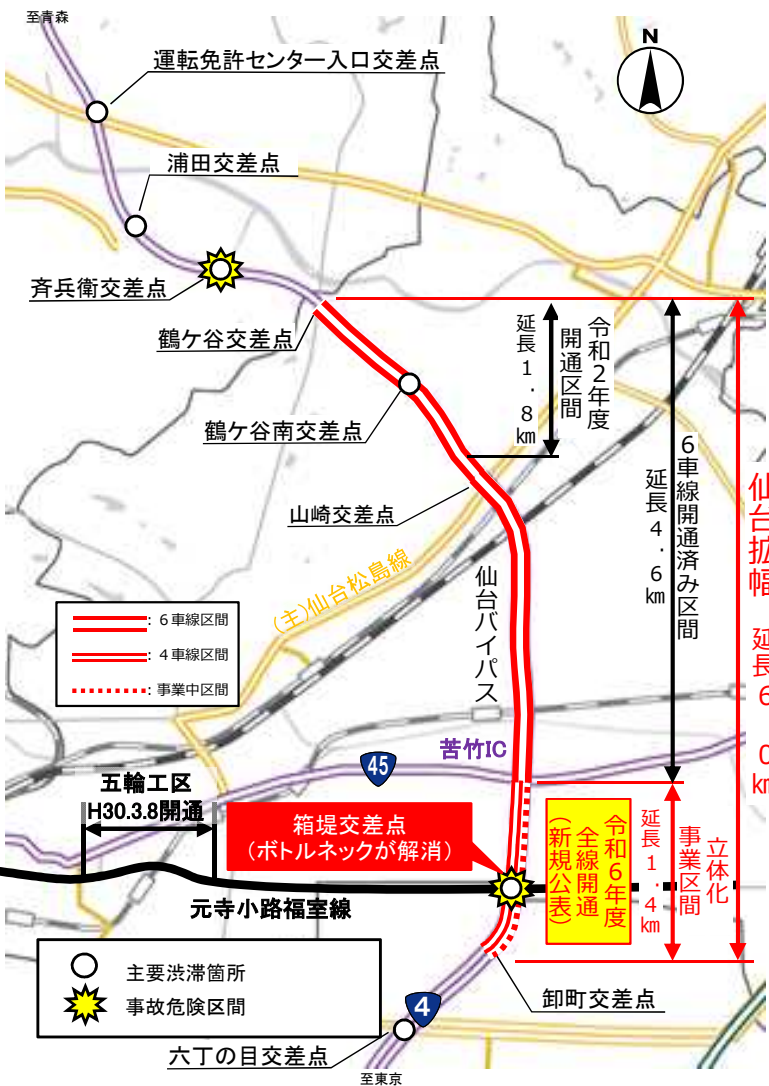 至青森
運転免許センター入口交差点
N
浦田交差点
斉兵衛交差点
鶴ケ谷交差点
令和2年度
開通区間
延長1.8km
鶴ケ谷南交差点
山崎交差点
6車線開通済み区間
延長4.6km
仙台拡幅 延長6.0km
(主)仙台松島線
仙台バイパス
:6車線区間
:4車線区間
:事業中区間
苦竹IC
45
五輪工区
H30.3.8開通
箱堤交差点
(ボトルネックが解消)
令和6年度
全線開通
(新規公表)
立体化
事業区間
延長1.4km
元寺小路福室線
主要渋滞箇所
事故危険区間
卸町交差点
4
六丁の目交差点
至東京